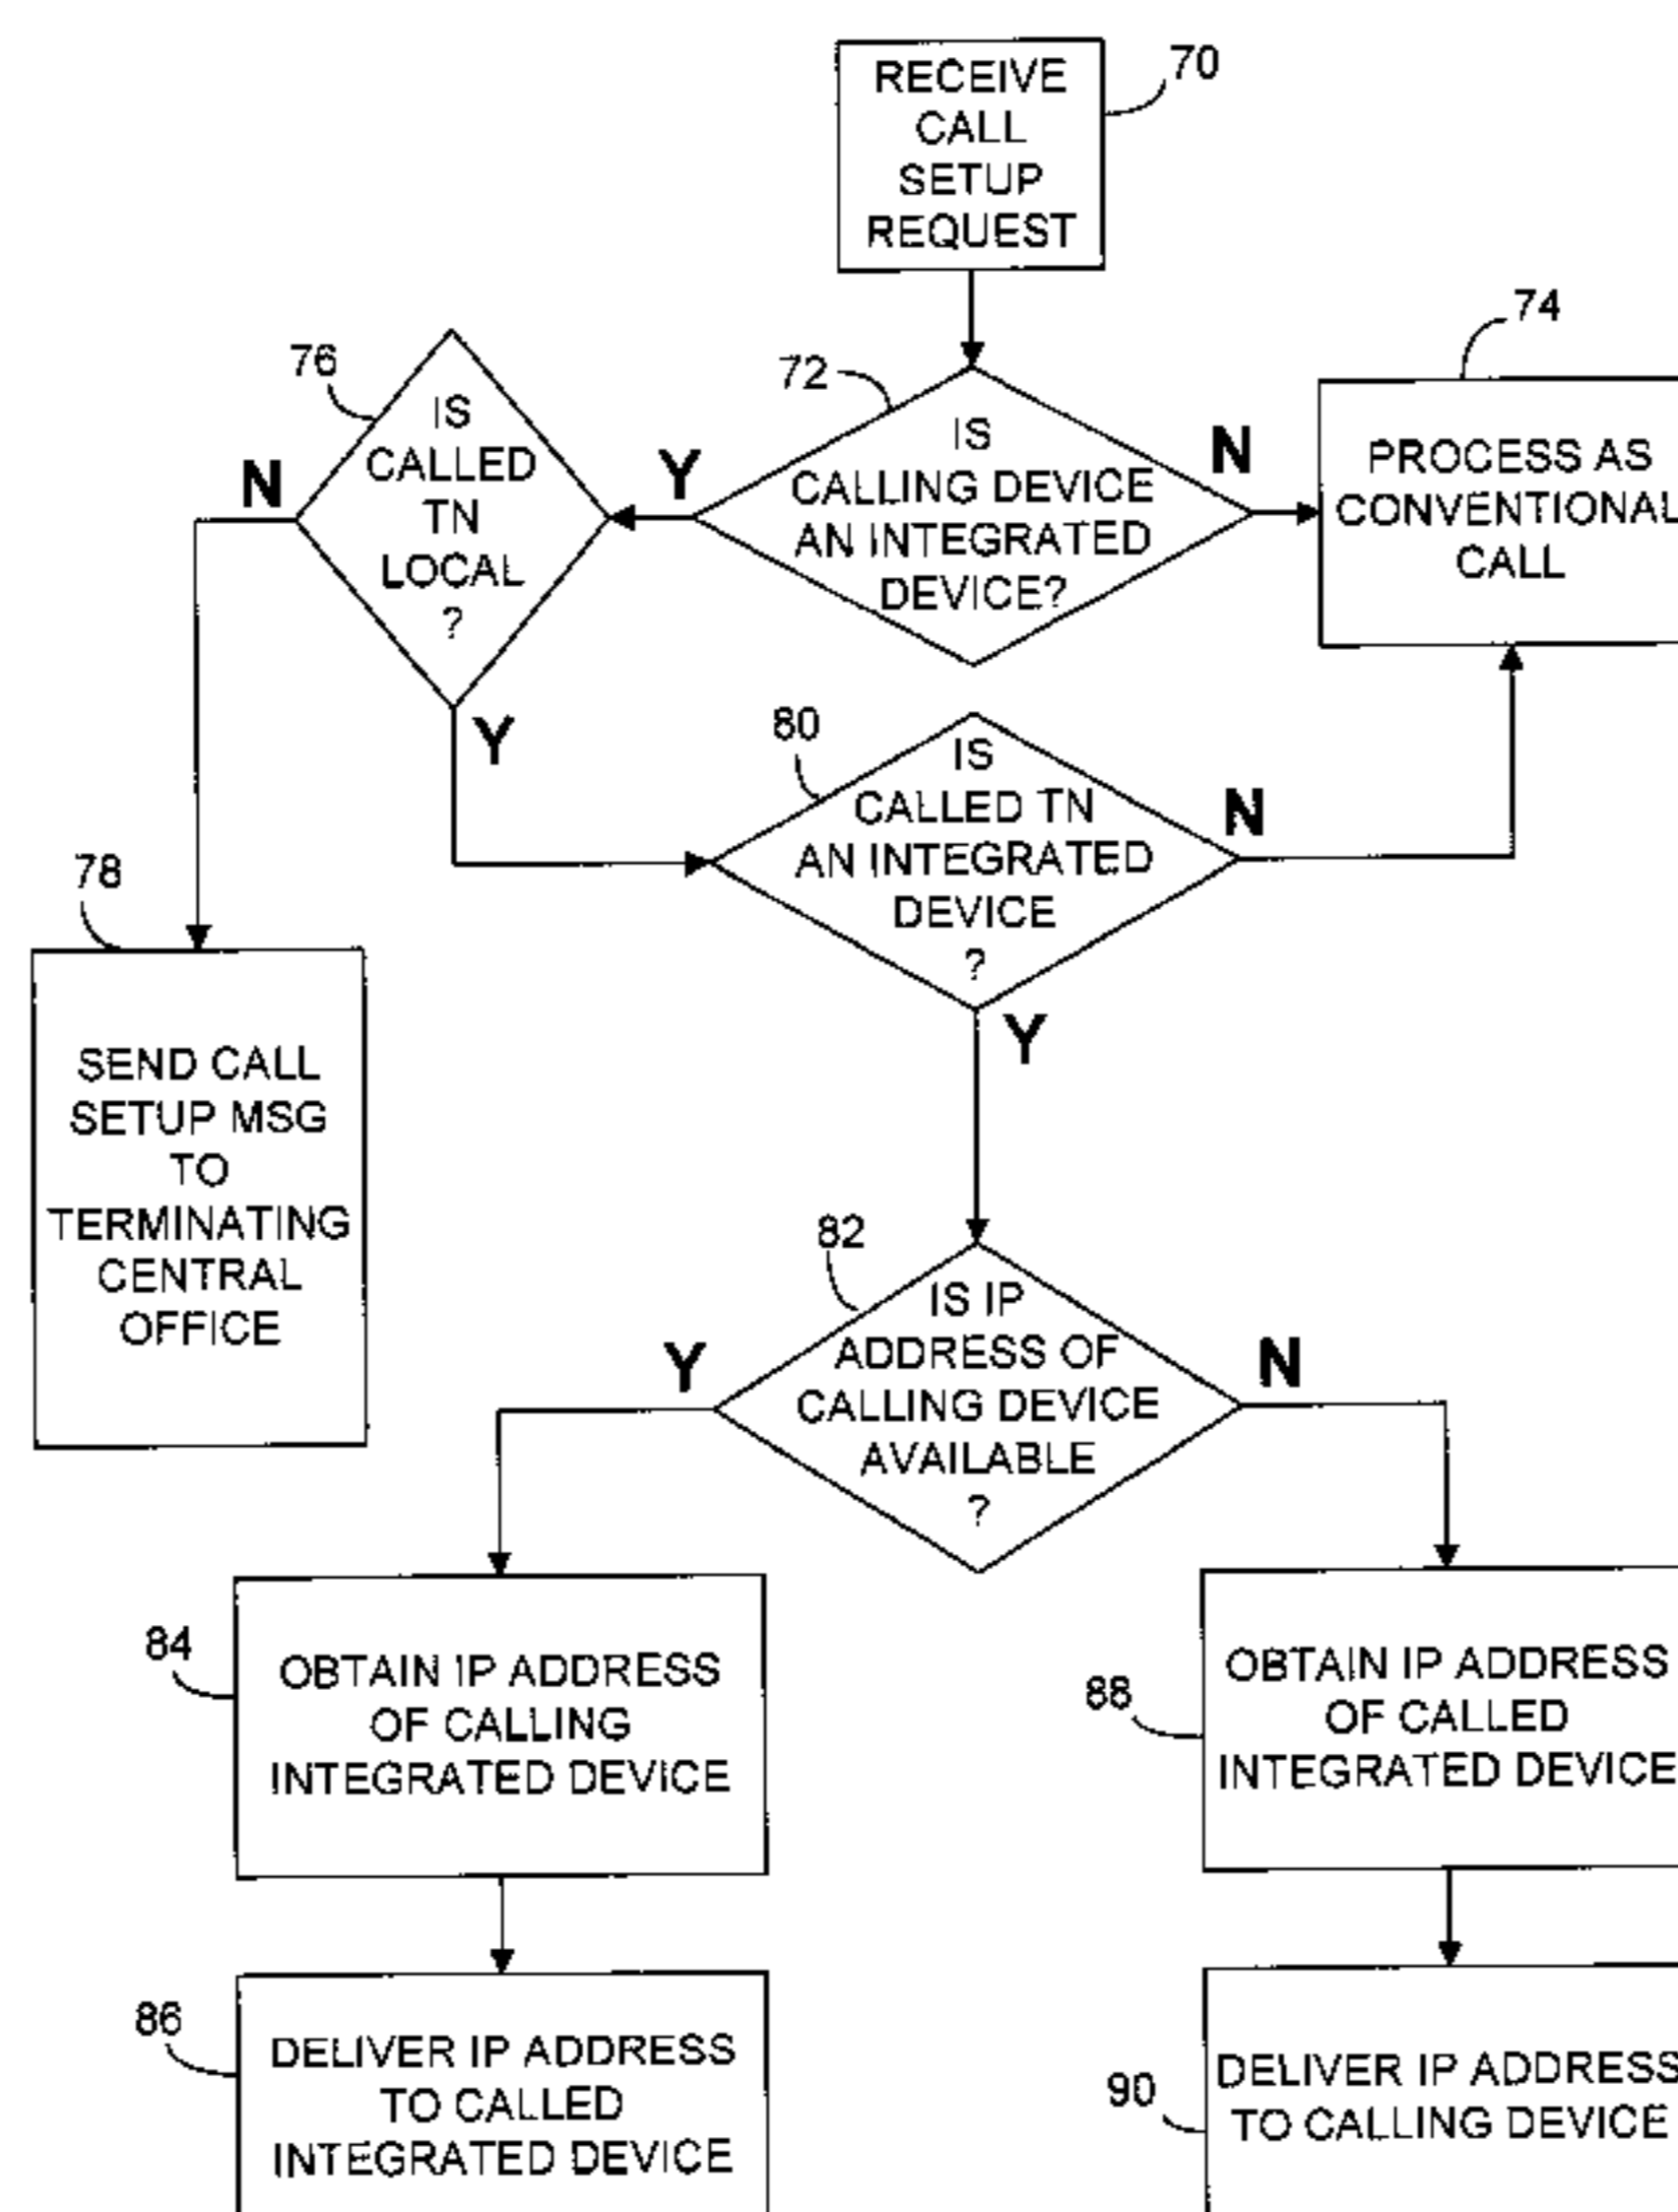 RECEIVE
CALL
SETUP
REQUEST
70
74
76
72
IS
CALLED
TN
LOCAL
?
N
Y
IS
CALLING DEVICE
AN INTEGRATED
DEVICE?
N
PROCESS AS
CONVENTIONAL
CALL
Y
80
IS
CALLED TN
AN INTEGRATED
DEVICE
?
N
78
Y
SEND CALL
SETUP MSG
TO
TERMINATING
CENTRAL
OFFICE
82
IS IP
ADDRESS OF
CALLING DEVICE
AVAILABLE
?
Y
N
84
OBTAIN IP ADDRESS
OF CALLING
INTEGRATED DEVICE
88
OBTAIN IP ADDRESS
OF CALLED
INTEGRATED DEVICE
86
DELIVER IP ADDRESS
TO CALLED
INTEGRATED DEVICE
90
DELIVER IP ADDRESS
TO CALLING DEVICE